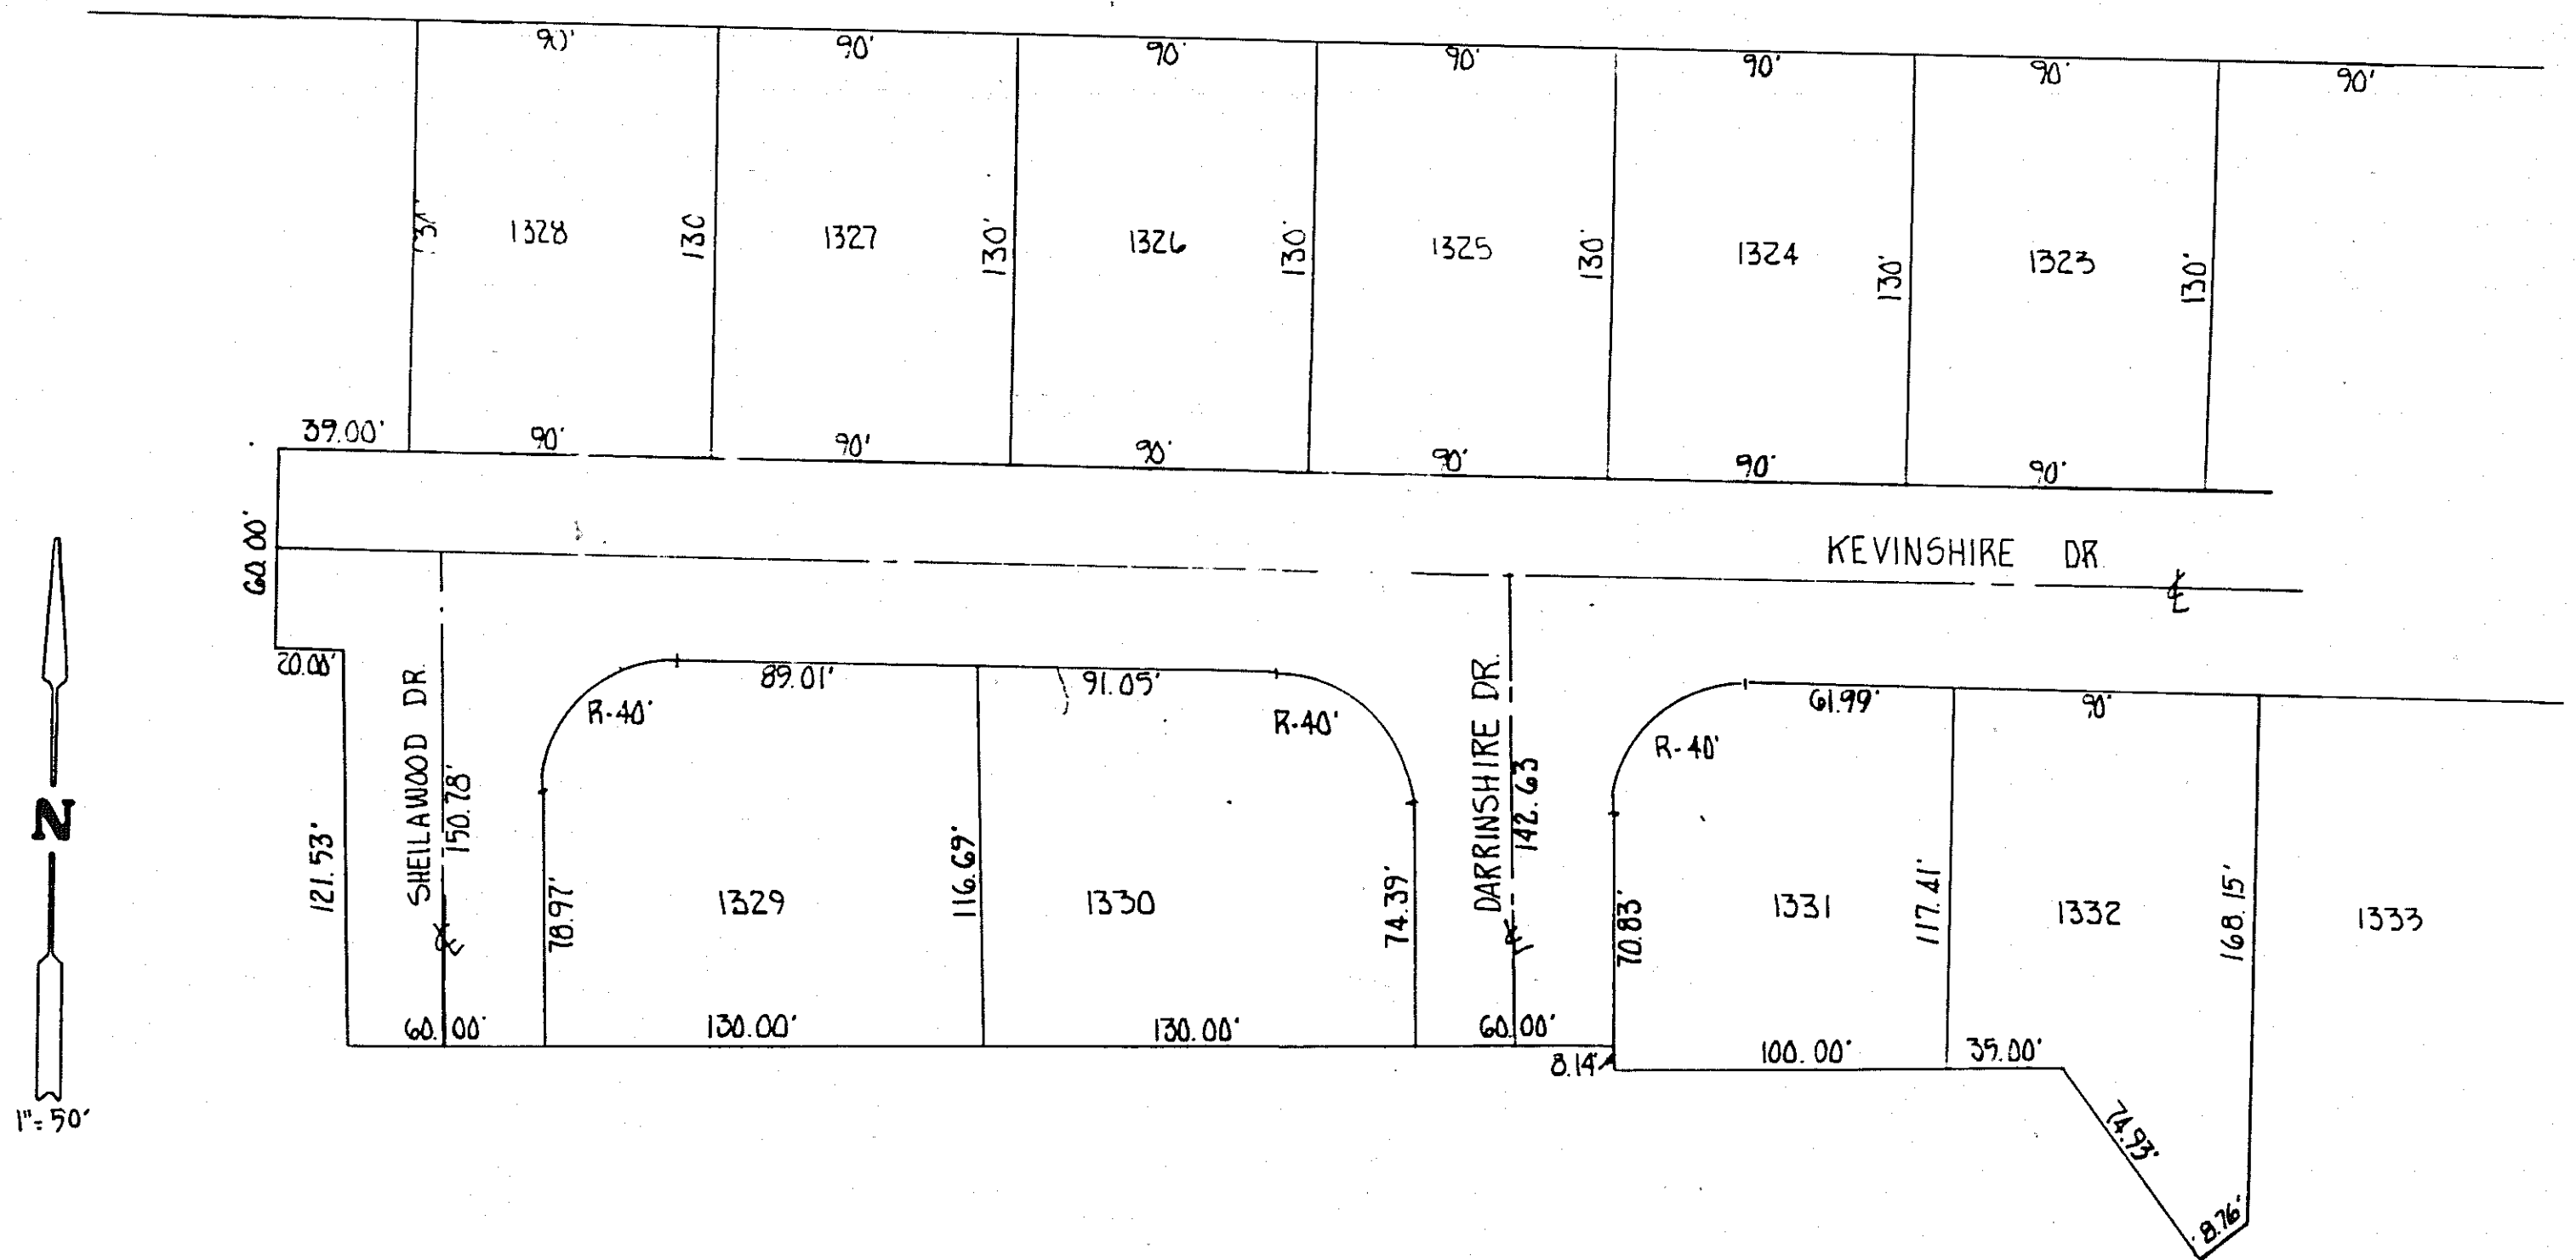 90' 90' 90' 90' 90' 90'
1328 1327 1326 1325 1324 1323
130 130' 130' 130' 130' 130'
39.00' 90' 90' 90' 90' 90' 90'
60.00'
KEVINSHIRE DR.
20.00'
89.01' 91.05' 61.99' 90'
R-40' R-40' R-40'
SHEILAWOOD DR.
150.78'
DARRINSHIRE DR.
142.63
N
121.53' 78.97' 116.69' 74.39' 70.83' 117.41' 168.15'
1329 1330 1331 1332 1333
60.00' 130.00' 130.00' 60.00'
8.14' 100.00' 35.00'
1"=50'
74.93'
8.76'